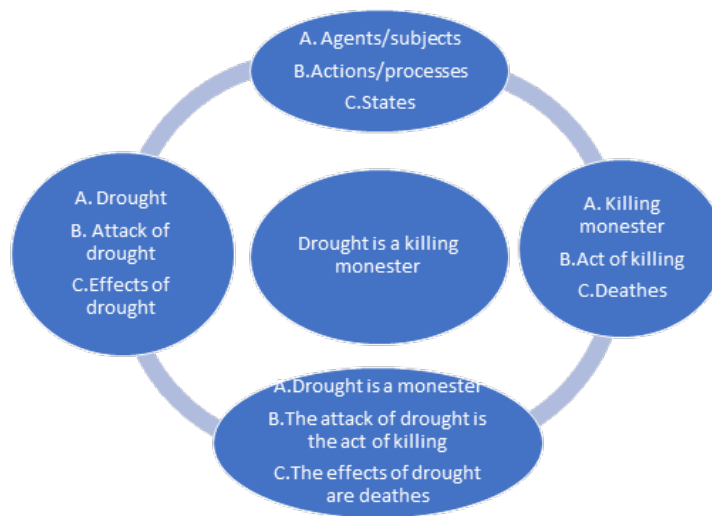 A. Agents/subjects
B.Actions/processes
C.States
A. Drought
B. Attack of
drought
C.Effects of
drought
Drought is a killing
monester
A. Killing
monester
B.Act of killing
C.Deathes
A.Drought is a monester
B.The attack of drought is
the act of killing
C.The effects of drought
are deathes